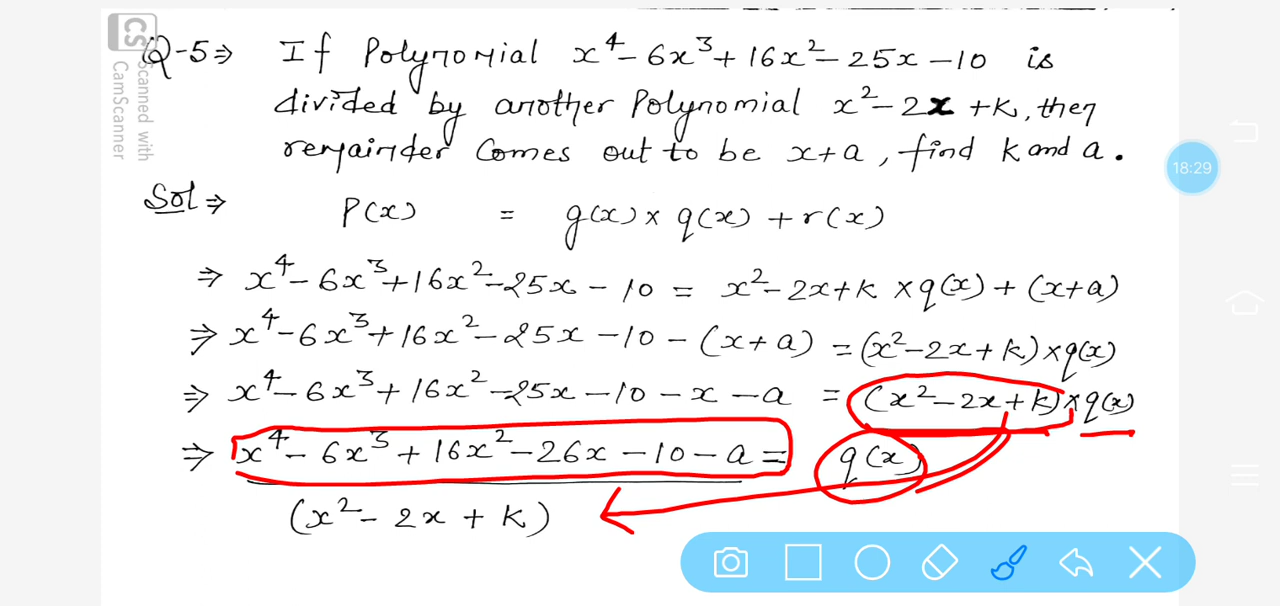 CS Scanned with CamScanner
Q-5⇒ If Polynomial x⁴-6x³+16x²-25x-10 is
divided by another Polynomial x²-2x+k, then
remainder comes out to be x+a, find k and a.
18:29
Sol⇒ P(x) = g(x) x q(x) + r(x)
⇒ x⁴-6x³+16x²-25x-10 = x²-2x+k x q(x) + (x+a)
⇒ x⁴-6x³+16x²-25x-10-(x+a) = (x²-2x+k) x q(x)
⇒ x⁴-6x³+16x²-25x-10-x-a = (x²-2x+k) x q(x)
⇒ x⁴-6x³+16x²-26x-10-a = q(x)
(x²-2x+k)